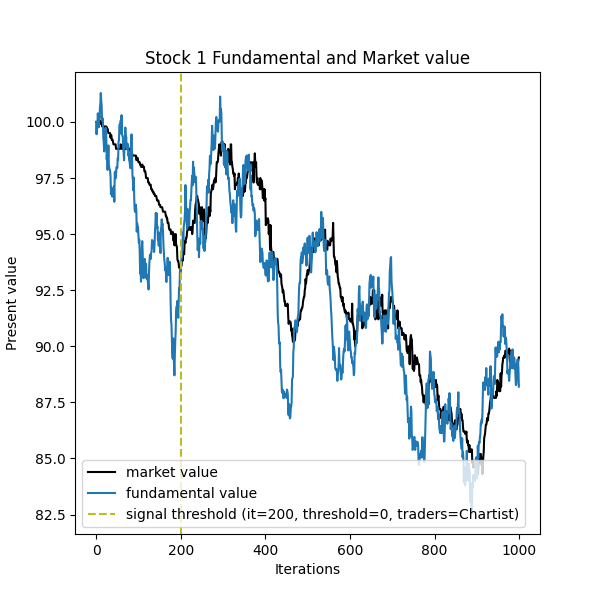 Stock 1 Fundamental and Market value
Present value
100.0
97.5
95.0
92.5
90.0
87.5
85.0
82.5
market value
fundamental value
signal threshold (it=200, threshold=0, traders=Chartist)
0 200 400 600 800 1000
Iterations